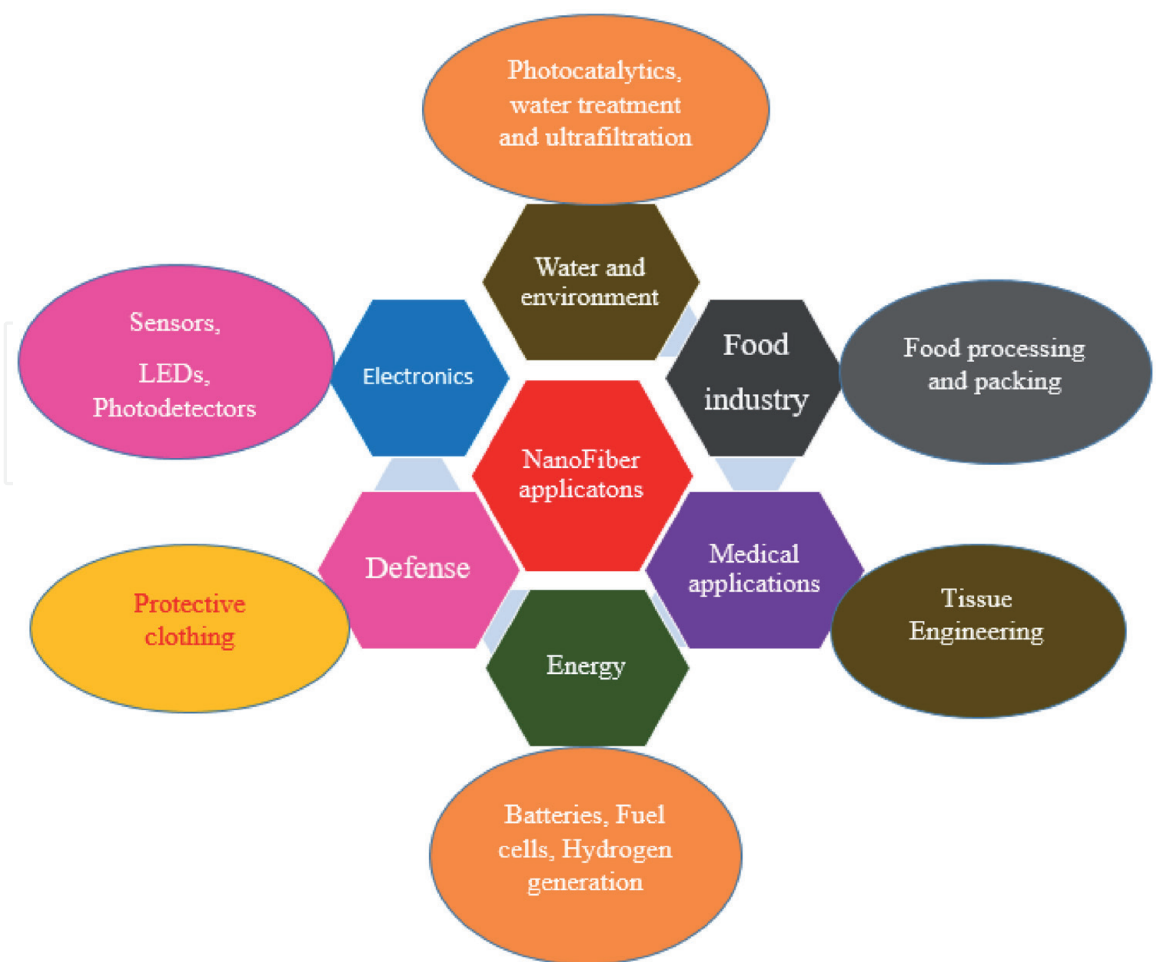 Photocatalytics,
water treatment
and ultrafiltration
Water and
environment
Sensors,
LEDs,
Photodetectors
Electronics
Food
industry
Food processing
and packing
NanoFiber
applicatons
Defense
Medical
applications
Protective
clothing
Tissue
Engineering
Energy
Batteries, Fuel
cells, Hydrogen
generation